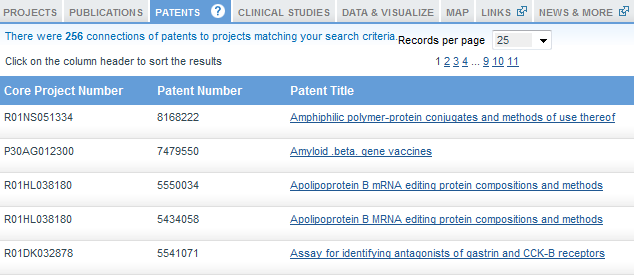 PROJECTS PUBLICATIONS PATENTS ? CLINICAL STUDIES DATA & VISUALIZE MAP LINKS NEWS & MORE
There were 256 connections of patents to projects matching your search criteria. Records per page 25
Click on the column header to sort the results 1 2 3 4 ... 9 10 11
Core Project Number Patent Number Patent Title
R01NS051334 8168222 Amphiphilic polymer-protein conjugates and methods of use thereof
P30AG012300 7479550 Amyloid .beta. gene vaccines
R01HL038180 5550034 Apolipoprotein B mRNA editing protein compositions and methods
R01HL038180 5434058 Apolipoprotein B MRNA editing protein compositions and methods
R01DK032878 5541071 Assay for identifying antagonists of gastrin and CCK-B receptors